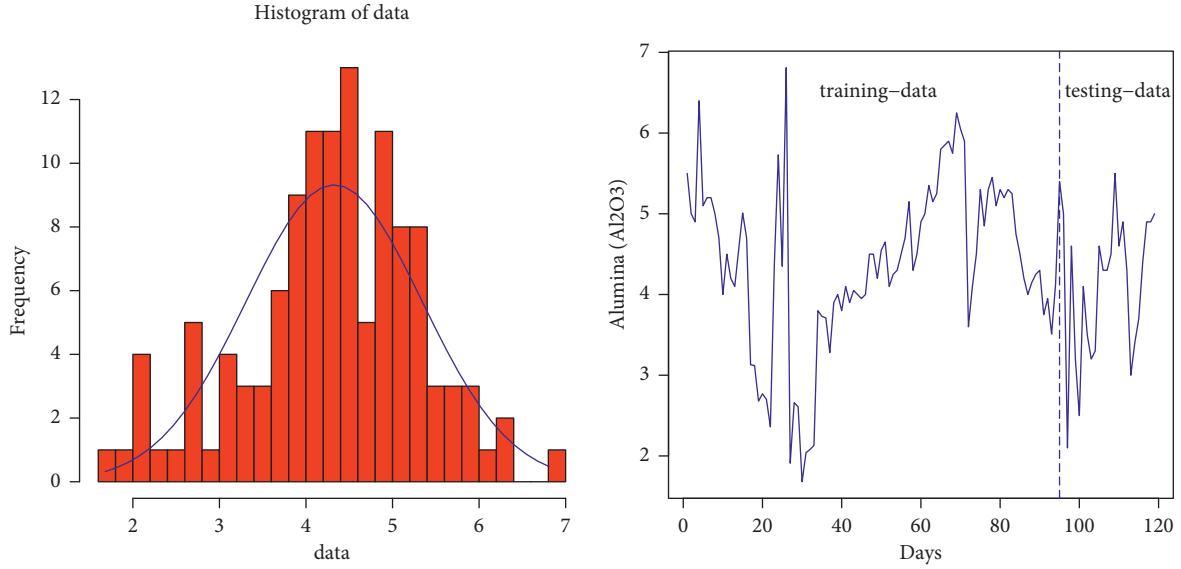 Histogram of data
Frequency
12
10
8
6
4
2
0
2 3 4 5 6 7
data
Alumina (Al2O3)
7
6
5
4
3
2
training–data
testing–data
0 20 40 60 80 100 120
Days